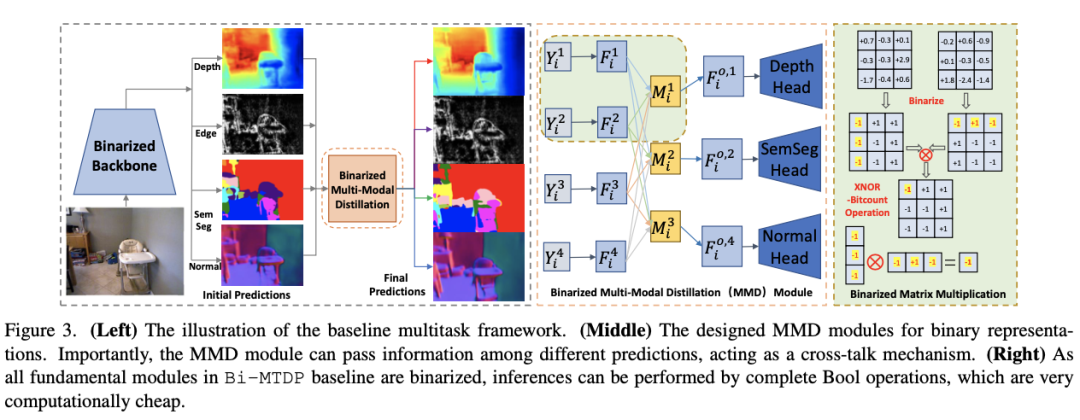 Binarized
Backbone
Depth
Edge
Sem
Seg
Normal
Initial Predictions
Binarized
Multi-Modal
Distillation
Final
Predictions
Y_i^1
F_i^1
Y_i^2
F_i^2
Y_i^3
F_i^3
Y_i^4
F_i^4
M_i^1
M_i^2
M_i^3
F_i^{o,1}
F_i^{o,2}
F_i^{o,4}
Depth
Head
SemSeg
Head
Normal
Head
Binarized Multi-Modal Distillation (MMD) Module
+0.7 -0.3 +0.1
-0.3 -0.3 +2.9
-1.7 -0.4 +0.6
-0.2 +0.6 -0.9
+0.1 -0.3 -0.5
+1.8 -2.4 -1.4
Binarize
-1 +1 +1
-1 -1 +1
-1 -1 +1
-1 +1 -1
+1 -1 -1
+1 -1 -1
XNOR
-Bitcount
Operation
-1 +1 +1
-1 -1 +1
-1 +1 +1
-1
-1
-1
-1 +1 -1 = -1
Binarized Matrix Multiplication
Figure 3. (Left) The illustration of the baseline multitask framework. (Middle) The designed MMD modules for binary representa-
tions. Importantly, the MMD module can pass information among different predictions, acting as a cross-talk mechanism. (Right) As
all fundamental modules in Bi-MTDP baseline are binarized, inferences can be performed by complete Bool operations, which are very
computationally cheap.